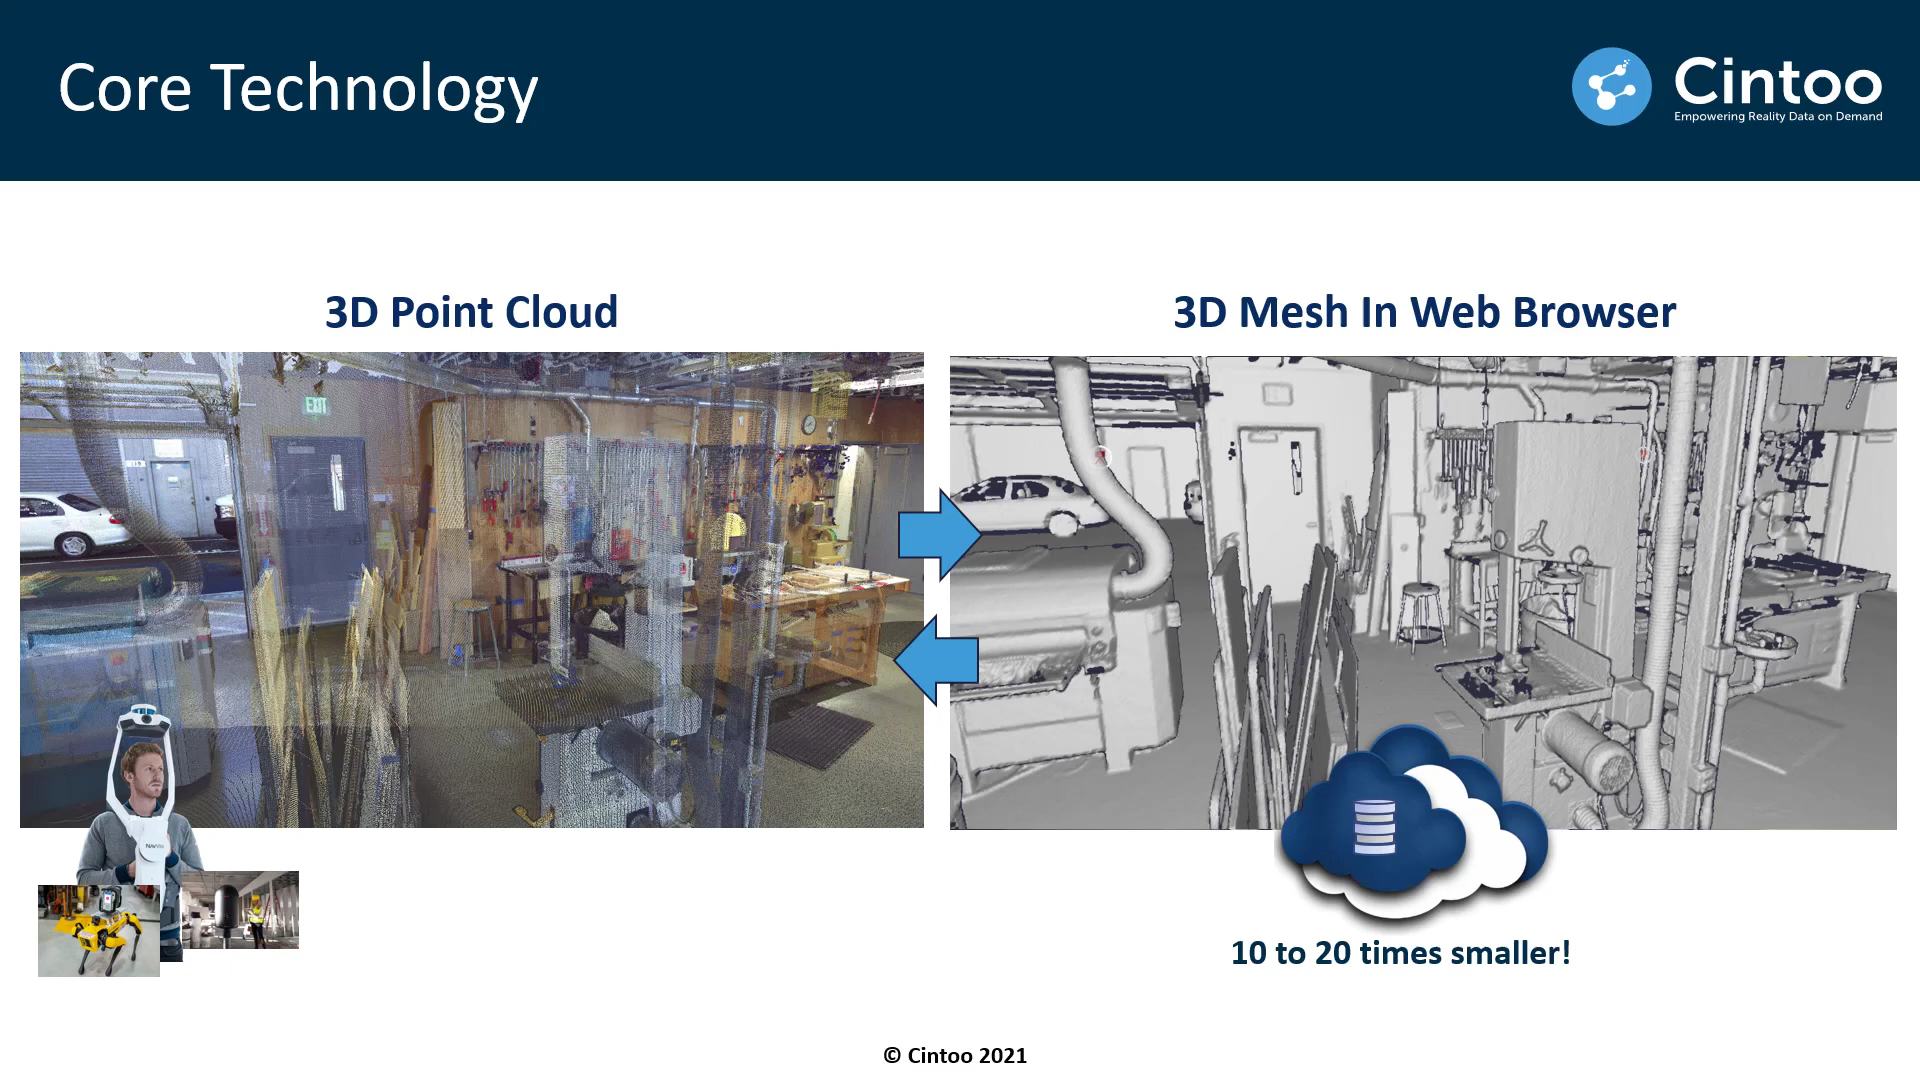 Core Technology
Cintoo
Empowering Reality Data on Demand
3D Point Cloud
3D Mesh In Web Browser
EXIT
NAVVIS
10 to 20 times smaller!
© Cintoo 2021